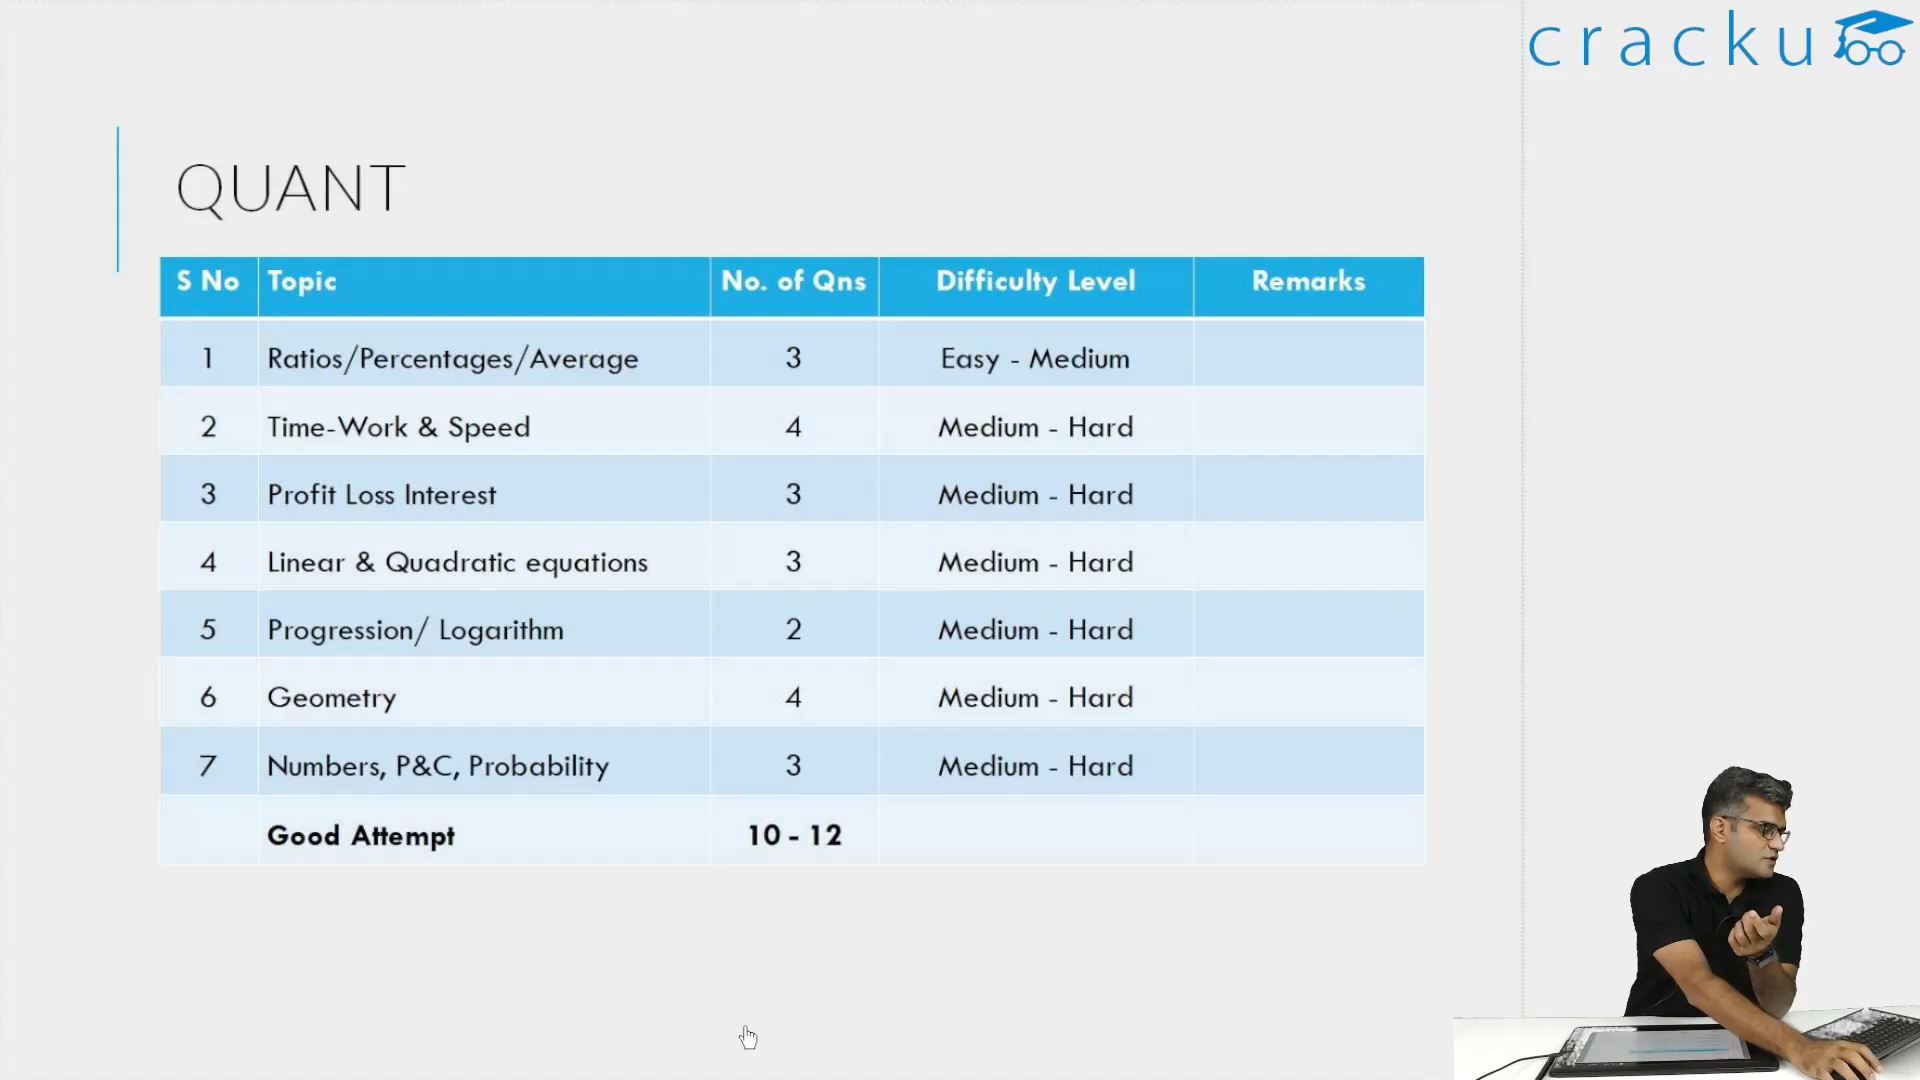 cracku
QUANT
S No Topic No. of Qns Difficulty Level Remarks
1 Ratios/Percentages/Average 3 Easy - Medium
2 Time-Work & Speed 4 Medium - Hard
3 Profit Loss Interest 3 Medium - Hard
4 Linear & Quadratic equations 3 Medium - Hard
5 Progression/ Logarithm 2 Medium - Hard
6 Geometry 4 Medium - Hard
7 Numbers, P&C, Probability 3 Medium - Hard
Good Attempt 10 - 12